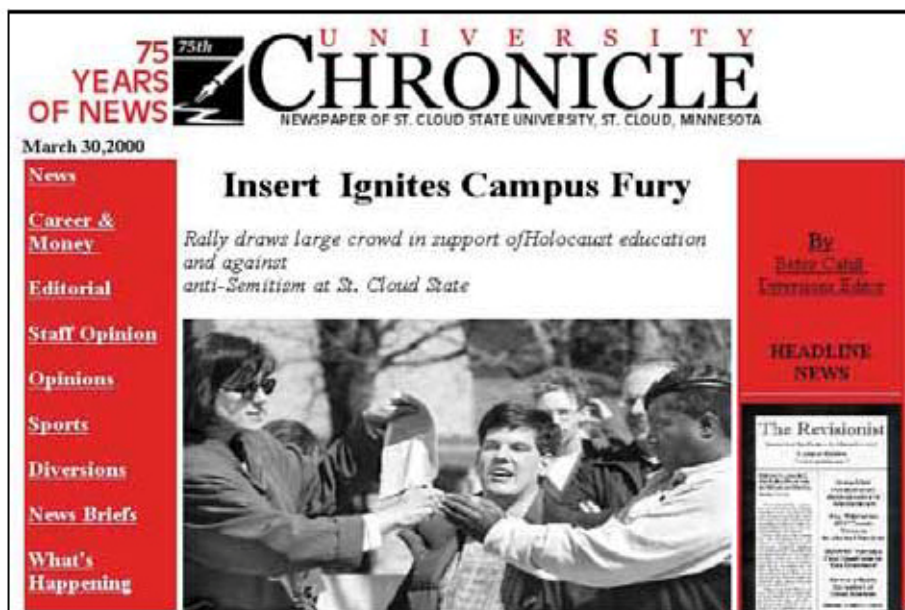 75
YEARS
OF NEWS
75th
UNIVERSITY
CHRONICLE
NEWSPAPER OF ST. CLOUD STATE UNIVERSITY, ST. CLOUD, MINNESOTA
March 30,2000
News
Career &
Money
Editorial
Staff Opinion
Opinions
Sports
Diversions
News Briefs
What's
Happening
Insert Ignites Campus Fury
Rally draws large crowd in support ofHolocaust education
and against
anti-Semitism at St. Cloud State
By
Editor
HEADLINE
NEWS
The Revisionist